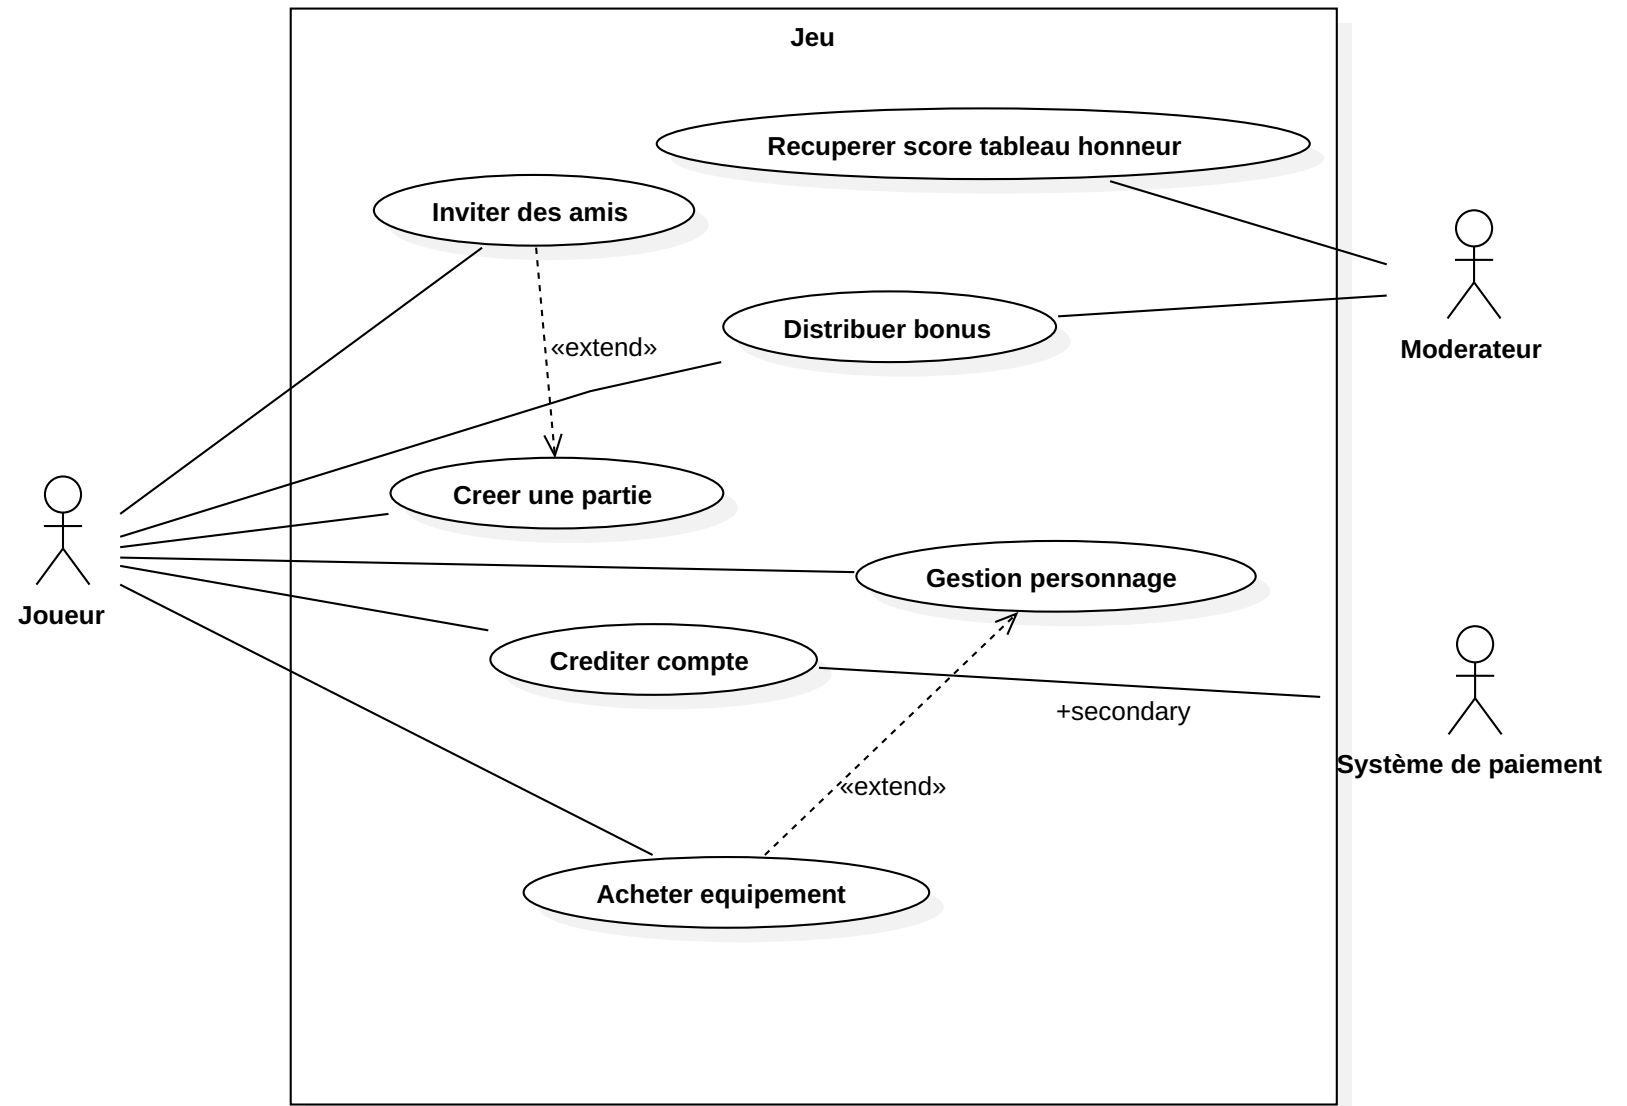 Jeu
Recuperer score tableau honneur
Inviter des amis
Distribuer bonus
«extend»
Moderateur
Creer une partie
Gestion personnage
Joueur
Crediter compte
+secondary
Système de paiement
«extend»
Acheter equipement